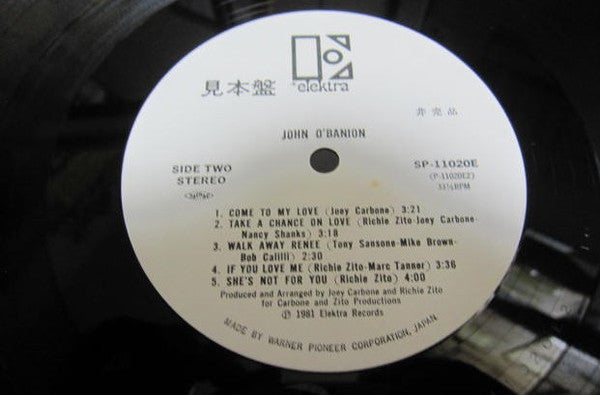 見本盤
elektra
非売品
JOHN O'BANION
SIDE TWO
STEREO
SP-11020E
(P-11020E2)
33⅓RPM
1. COME TO MY LOVE (Joey Carbone) 3:21
2. TAKE A CHANCE ON LOVE (Richie Zito-Joey Carbone-
Nancy Shanks) 3:18
3. WALK AWAY RENEE (Tony Sansone-Mike Brown-
Bob Calilli) 2:30
4. IF YOU LOVE ME (Richie Zito-Marc Tanner) 3:36
5. SHE'S NOT FOR YOU (Richie Zito) 4:00
Produced and Arranged by Joey Carbone and Richie Zito
for Carbone and Zito Productions
Ⓟ 1981 Elektra Records
MADE BY WARNER PIONEER CORPORATION, JAPAN